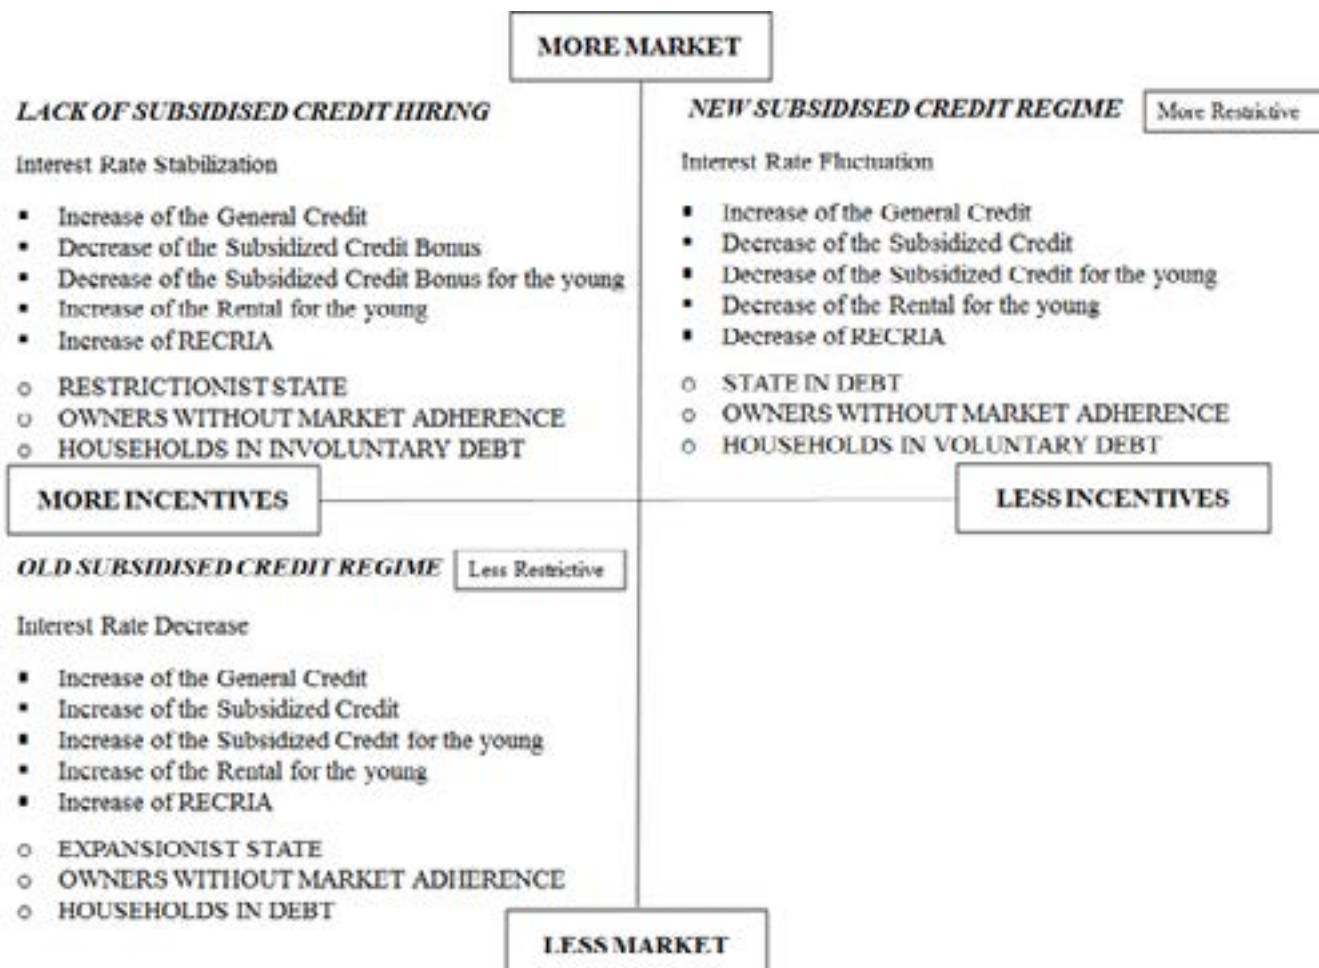 MORE MARKET
LACK OF SUBSIDISED CREDIT HIRING
Interest Rate Stabilization
▪ Increase of the General Credit
▪ Decrease of the Subsidized Credit Bonus
▪ Decrease of the Subsidized Credit Bonus for the young
▪ Increase of the Rental for the young
▪ Increase of RECRIA
o RESTRICTIONIST STATE
o OWNERS WITHOUT MARKET ADHERENCE
o HOUSEHOLDS IN INVOLUNTARY DEBT
NEW SUBSIDISED CREDIT REGIME
More Restrictive
Interest Rate Fluctuation
▪ Increase of the General Credit
▪ Decrease of the Subsidized Credit
▪ Decrease of the Subsidized Credit for the young
▪ Decrease of the Rental for the young
▪ Decrease of RECRIA
o STATE IN DEBT
o OWNERS WITHOUT MARKET ADHERENCE
o HOUSEHOLDS IN VOLUNTARY DEBT
MORE INCENTIVES
LESS INCENTIVES
OLD SUBSIDISED CREDIT REGIME
Less Restrictive
Interest Rate Decrease
▪ Increase of the General Credit
▪ Increase of the Subsidized Credit
▪ Increase of the Subsidized Credit for the young
▪ Increase of the Rental for the young
▪ Increase of RECRIA
o EXPANSIONIST STATE
o OWNERS WITHOUT MARKET ADHERENCE
o HOUSEHOLDS IN DEBT
LESS MARKET